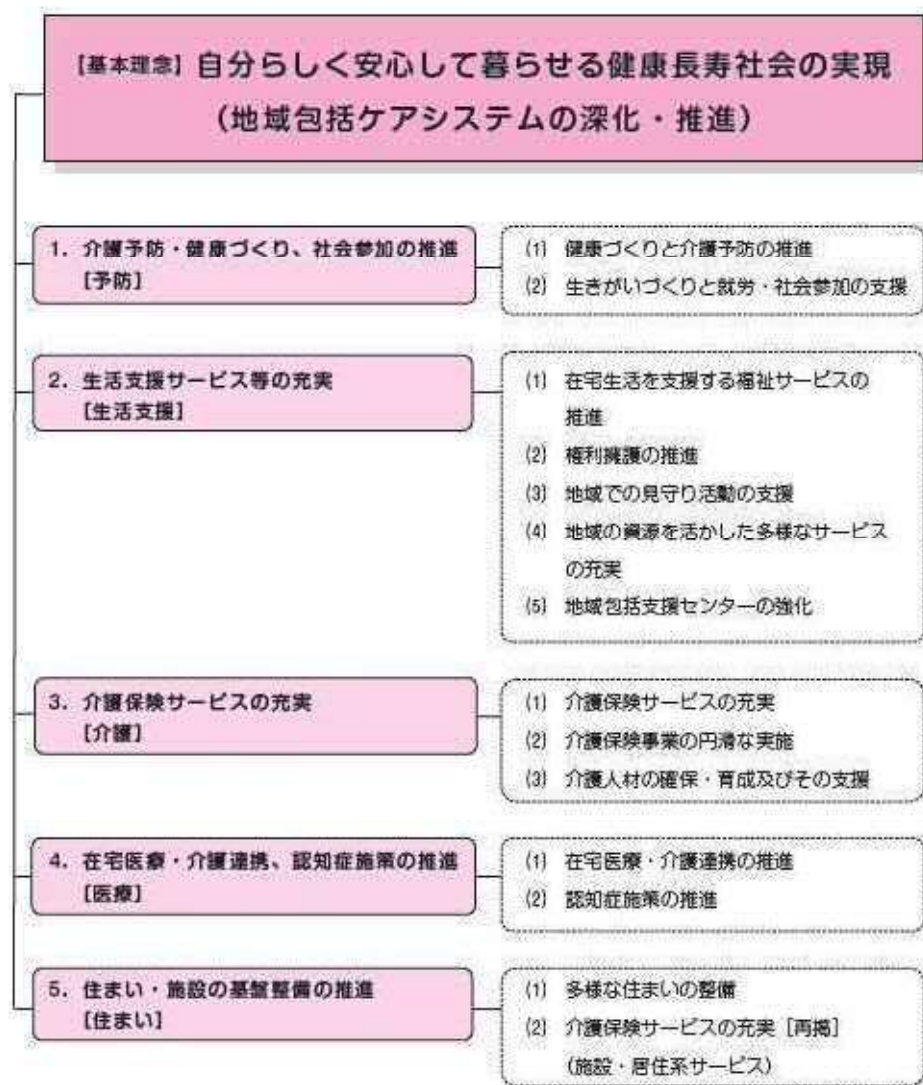 【基本理念】自分らしく安心して暮らせる健康長寿社会の実現
（地域包括ケアシステムの深化・推進）
1．介護予防・健康づくり、社会参加の推進
［予防］
(1) 健康づくりと介護予防の推進
(2) 生きがいづくりと就労・社会参加の支援
2．生活支援サービス等の充実
［生活支援］
(1) 在宅生活を支援する福祉サービスの
推進
(2) 権利擁護の推進
(3) 地域での見守り活動の支援
(4) 地域の資源を活かした多様なサービス
の充実
(5) 地域包括支援センターの強化
3．介護保険サービスの充実
［介護］
(1) 介護保険サービスの充実
(2) 介護保険事業の円滑な実施
(3) 介護人材の確保・育成及びその支援
4．在宅医療・介護連携、認知症施策の推進
［医療］
(1) 在宅医療・介護連携の推進
(2) 認知症施策の推進
5．住まい・施設の基盤整備の推進
［住まい］
(1) 多様な住まいの整備
(2) 介護保険サービスの充実［再掲］
（施設・居住系サービス）